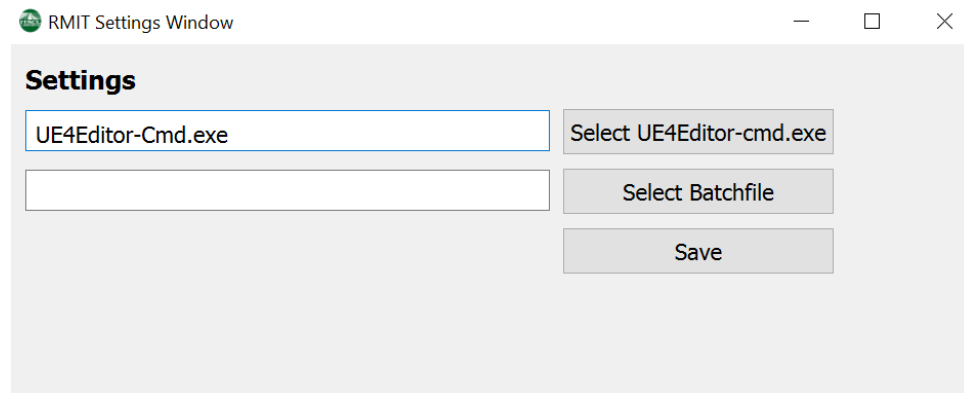 RMIT Settings Window
Settings
UE4Editor-Cmd.exe
Select UE4Editor-cmd.exe
Select Batchfile
Save